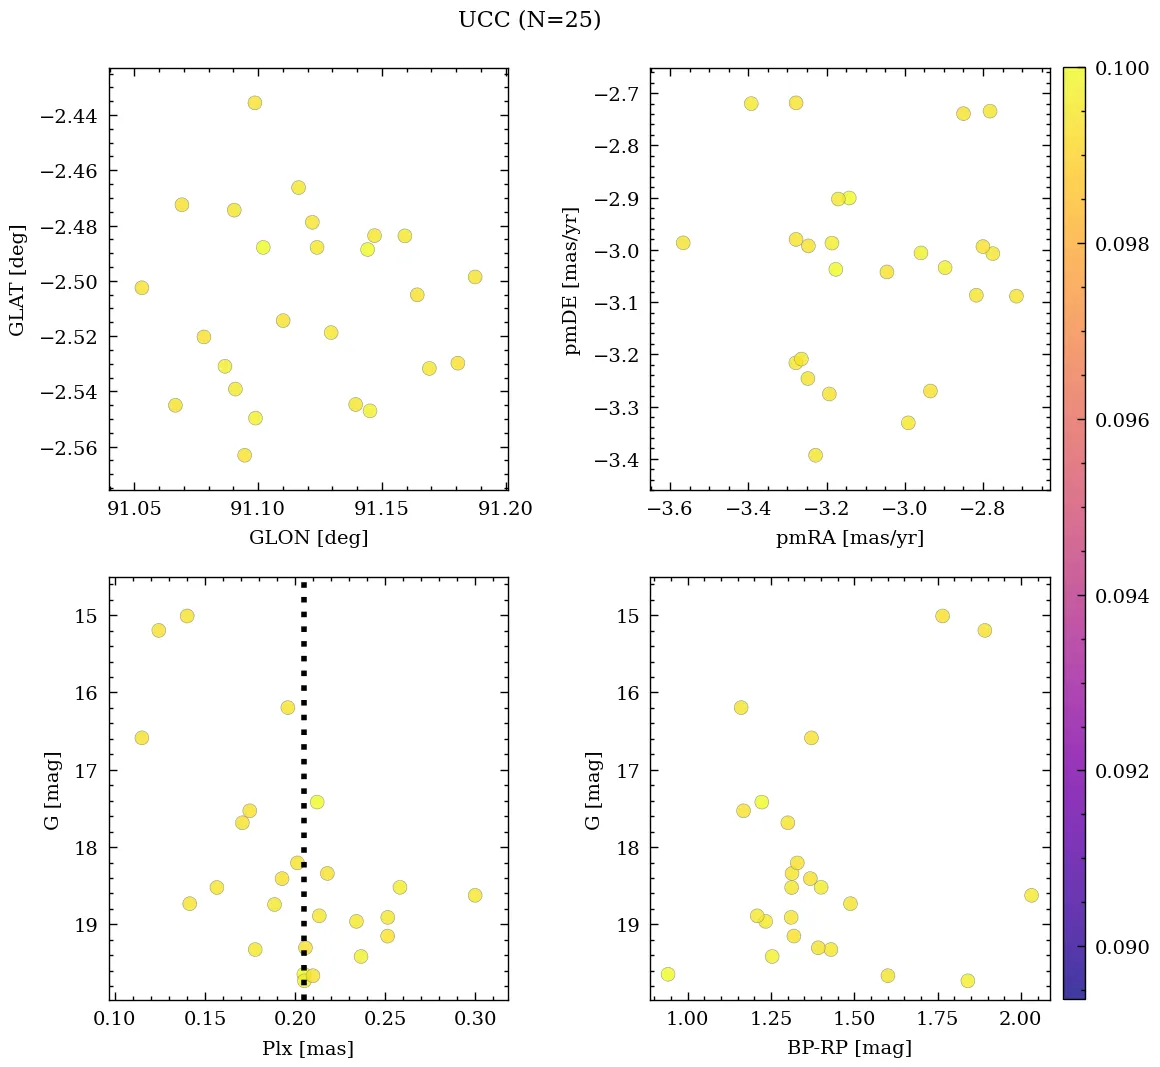 UCC (N=25)
−2.44
−2.46
−2.48
−2.50
−2.52
−2.54
−2.56
GLAT [deg]
91.05 91.10 91.15 91.20
GLON [deg]
−2.7
−2.8
−2.9
−3.0
−3.1
−3.2
−3.3
−3.4
pmDE [mas/yr]
−3.6 −3.4 −3.2 −3.0 −2.8
pmRA [mas/yr]
15
16
17
18
19
G [mag]
0.10 0.15 0.20 0.25 0.30
Plx [mas]
15
16
17
18
19
G [mag]
1.00 1.25 1.50 1.75 2.00
BP-RP [mag]
0.100
0.098
0.096
0.094
0.092
0.090